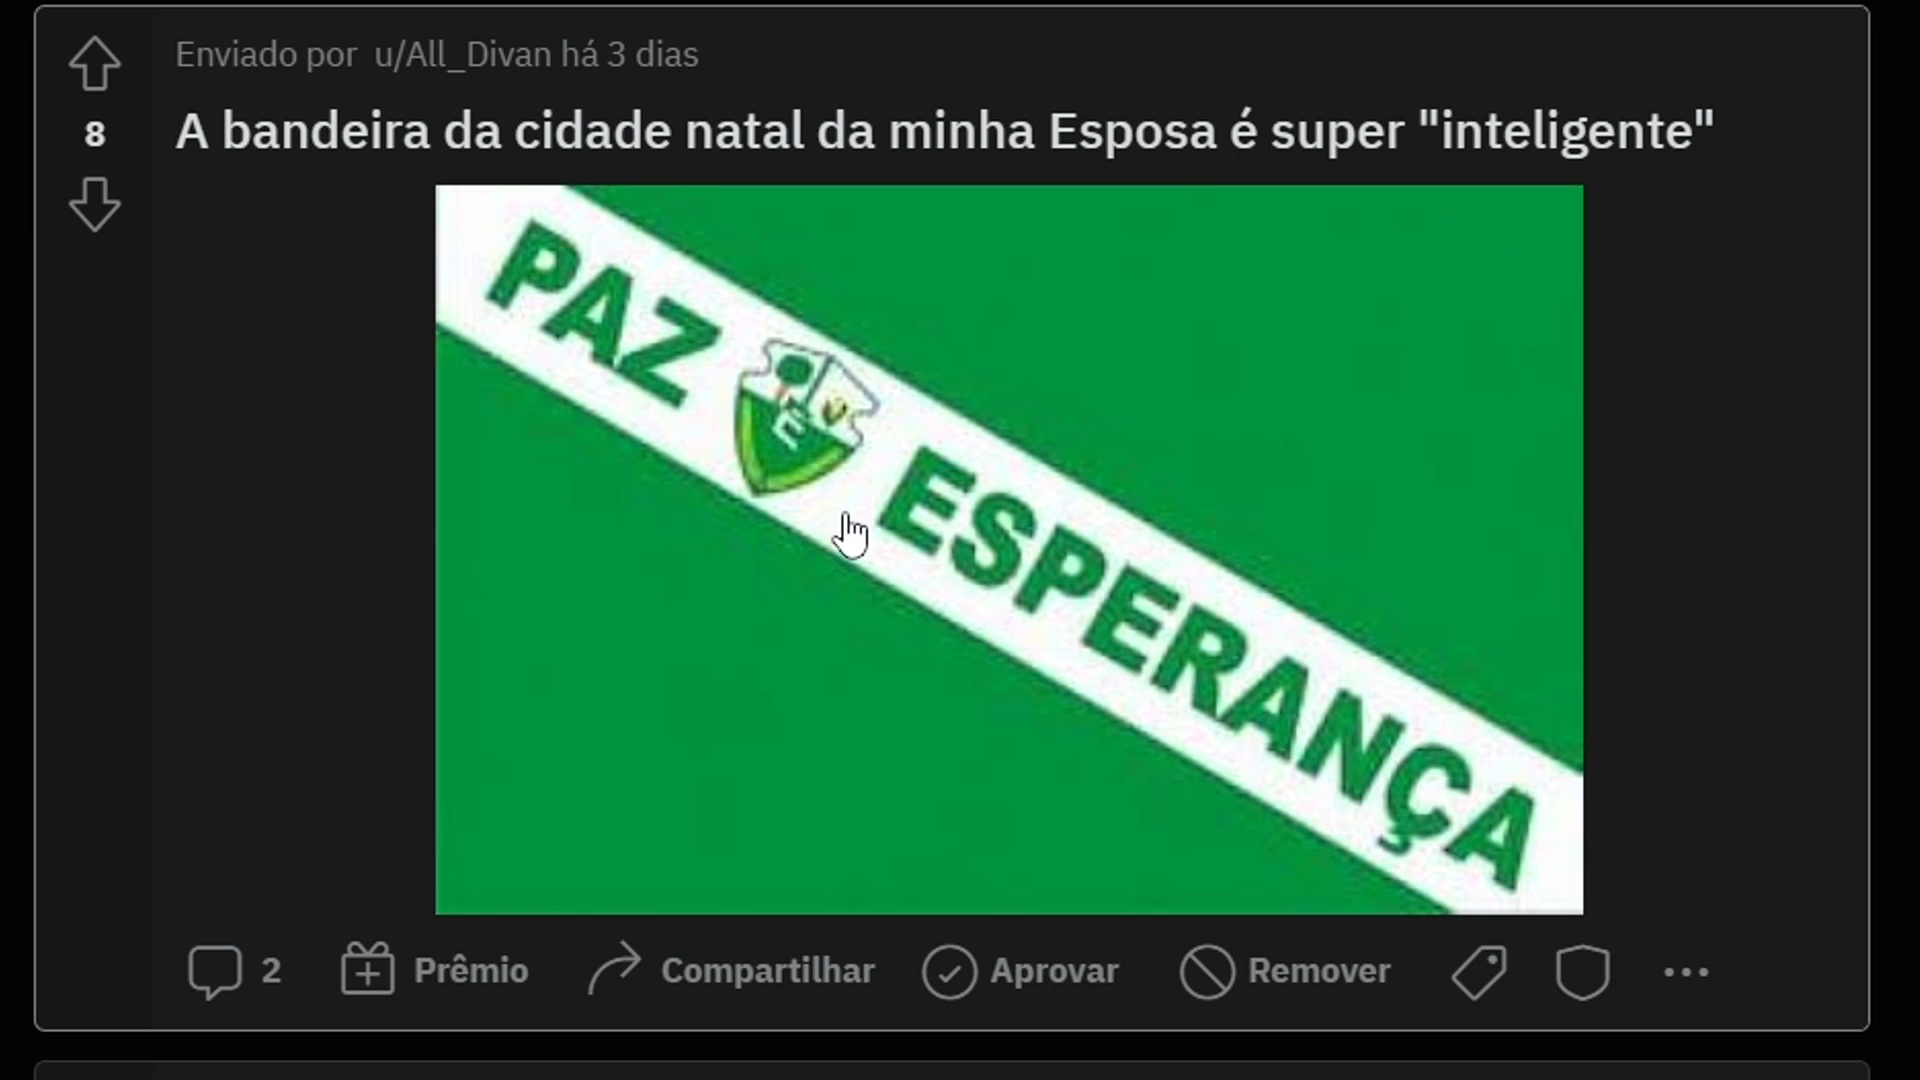 Enviado por u/All_Divan há 3 dias
8
A bandeira da cidade natal da minha Esposa é super "inteligente"
PAZ E ESPERANÇA
2 Prêmio Compartilhar Aprovar Remover